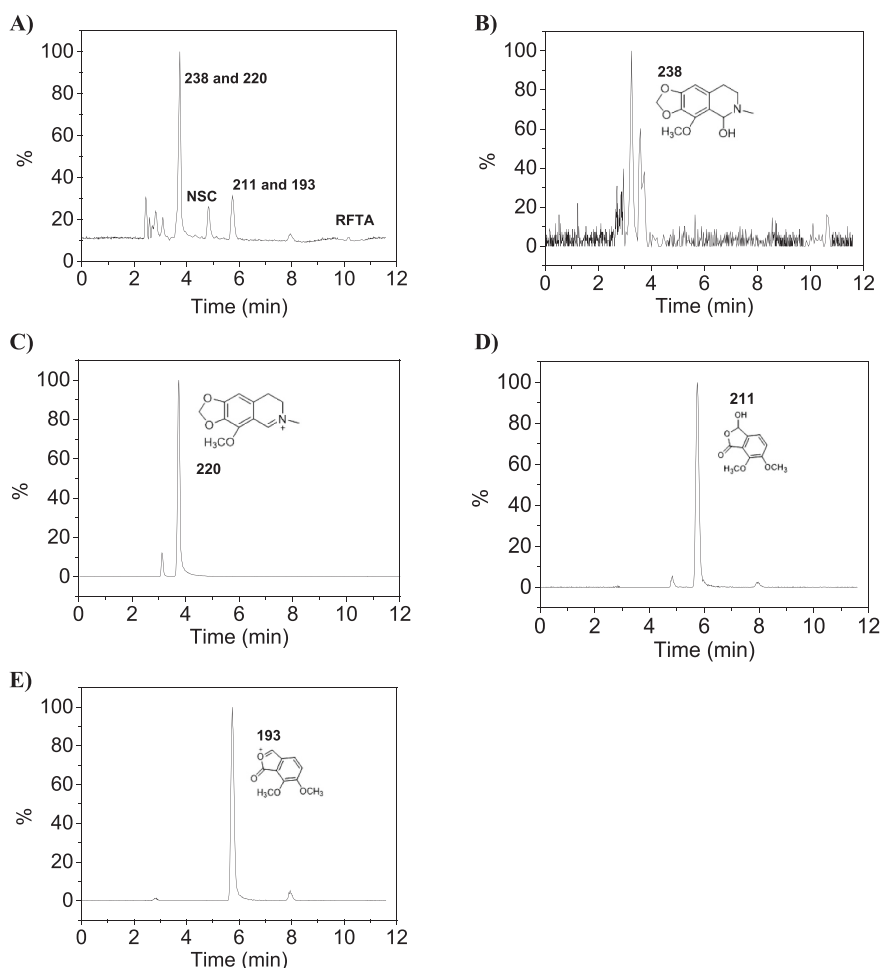 A)
100
80
60
40
20
0
%
238 and 220
NSC
211 and 193
RFTA
0 2 4 6 8 10 12
Time (min)
B)
100
80
60
40
20
0
%
238
O
O
H₃CO
N
OH
0 2 4 6 8 10 12
Time (min)
C)
100
80
60
40
20
0
%
O
O
H₃CO
N
+
220
0 2 4 6 8 10 12
Time (min)
D)
100
80
60
40
20
0
%
211
OH
O
O
H₃CO
OCH₃
0 2 4 6 8 10 12
Time (min)
E)
100
80
60
40
20
0
%
193
+
O
O
H₃CO
OCH₃
0 2 4 6 8 10 12
Time (min)